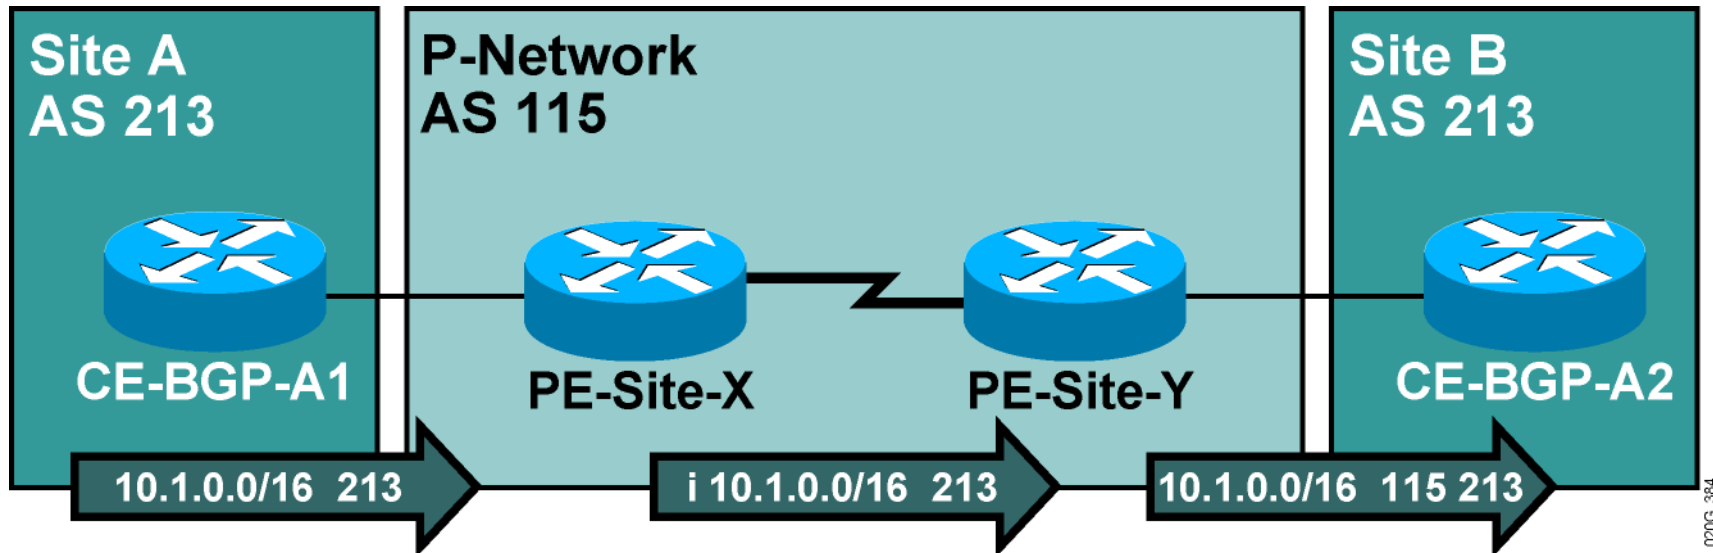 Site A
AS 213
P-Network
AS 115
Site B
AS 213
CE-BGP-A1
PE-Site-X
PE-Site-Y
CE-BGP-A2
10.1.0.0/16 213
i 10.1.0.0/16 213
10.1.0.0/16 115 213
020G_384